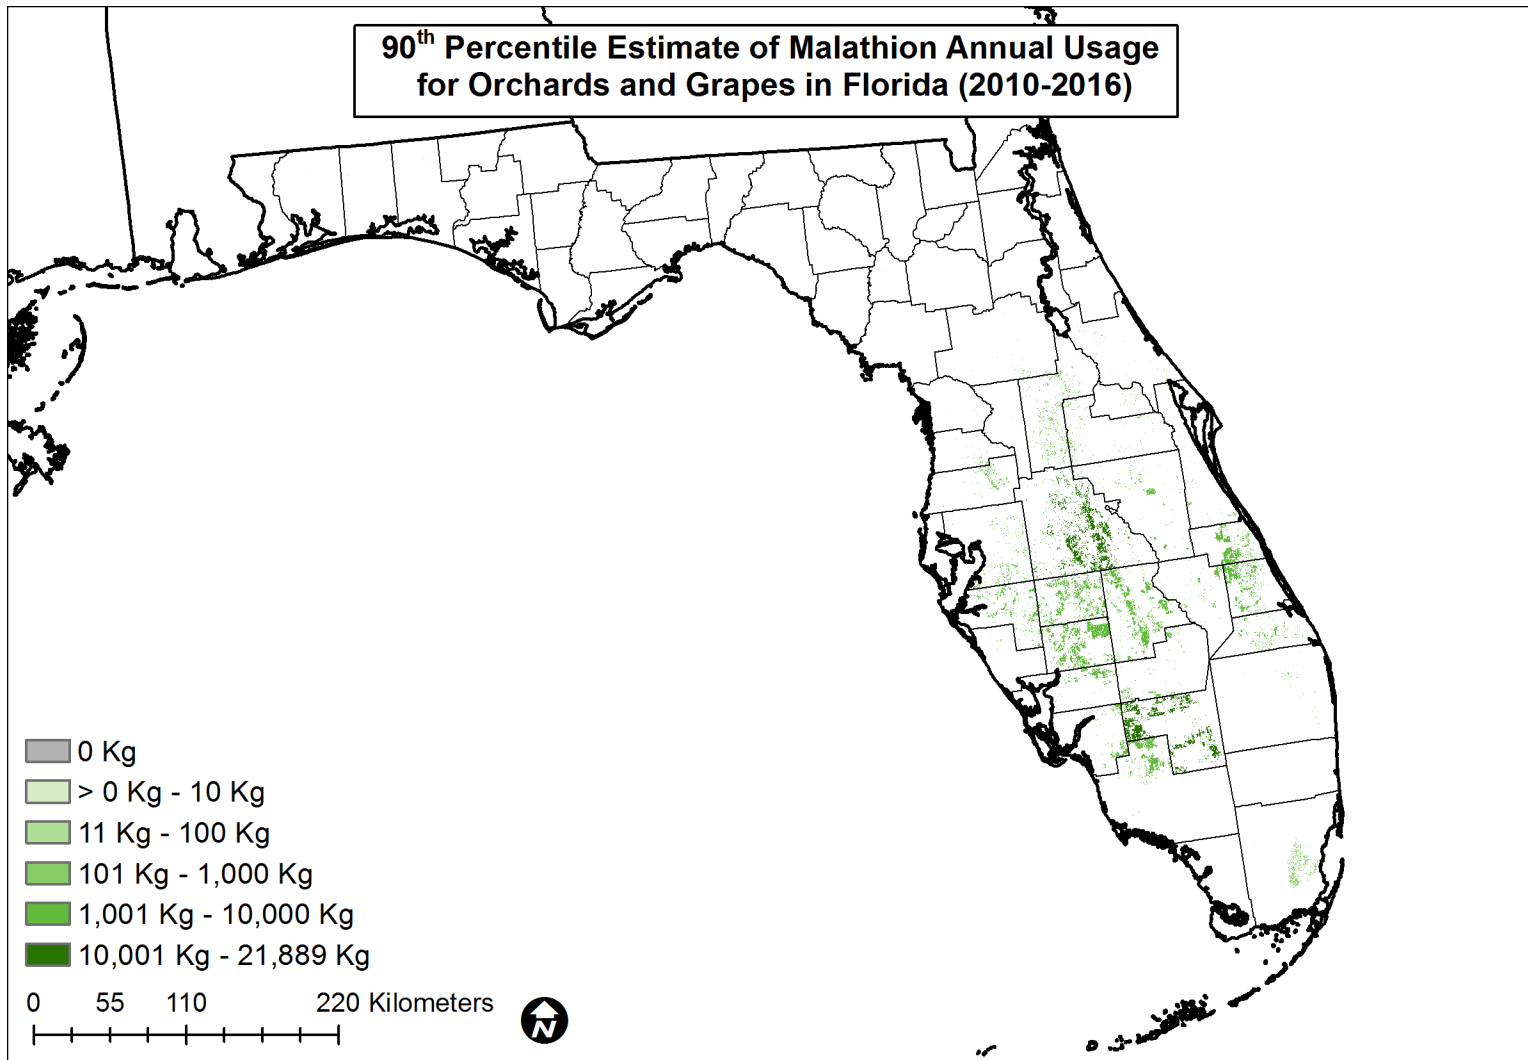 90th Percentile Estimate of Malathion Annual Usage
for Orchards and Grapes in Florida (2010-2016)
0 Kg
> 0 Kg - 10 Kg
11 Kg - 100 Kg
101 Kg - 1,000 Kg
1,001 Kg - 10,000 Kg
10,001 Kg - 21,889 Kg
0 55 110 220 Kilometers
N